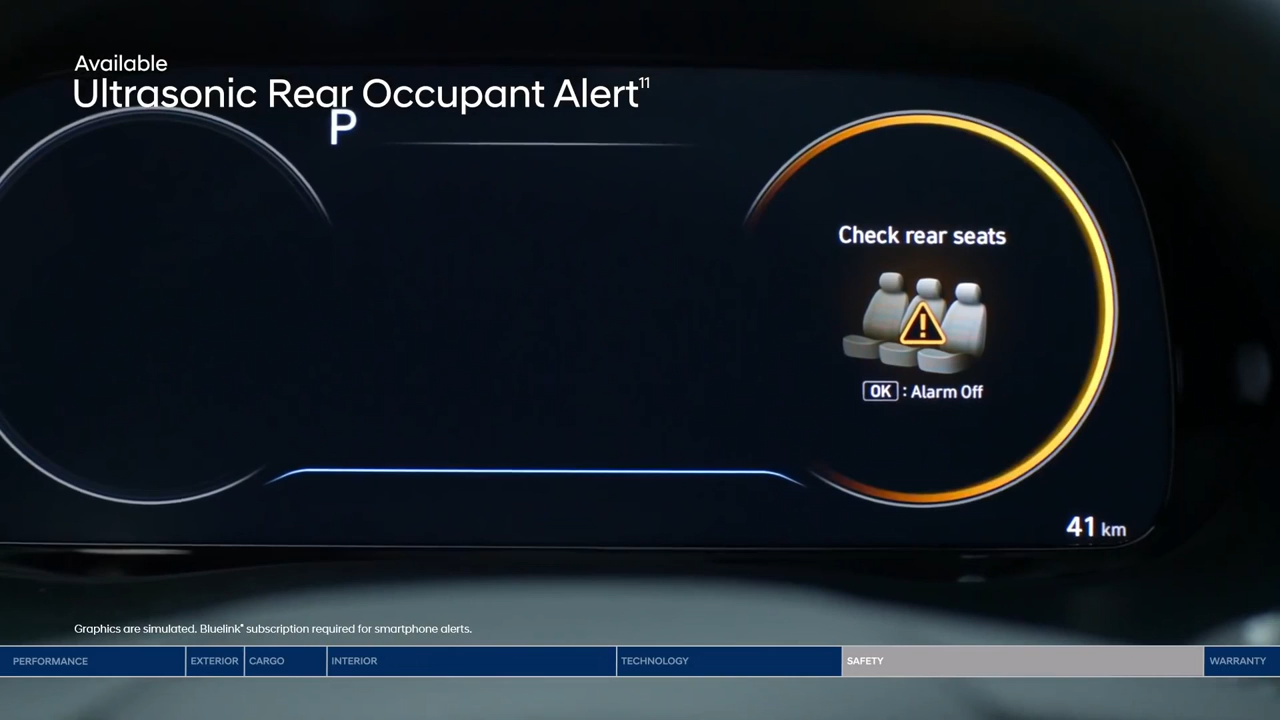 Available
Ultrasonic Rear Occupant Alert¹¹
P
Check rear seats
OK : Alarm Off
41 km
Graphics are simulated. Bluelink® subscription required for smartphone alerts.
PERFORMANCE EXTERIOR CARGO INTERIOR TECHNOLOGY SAFETY WARRANTY